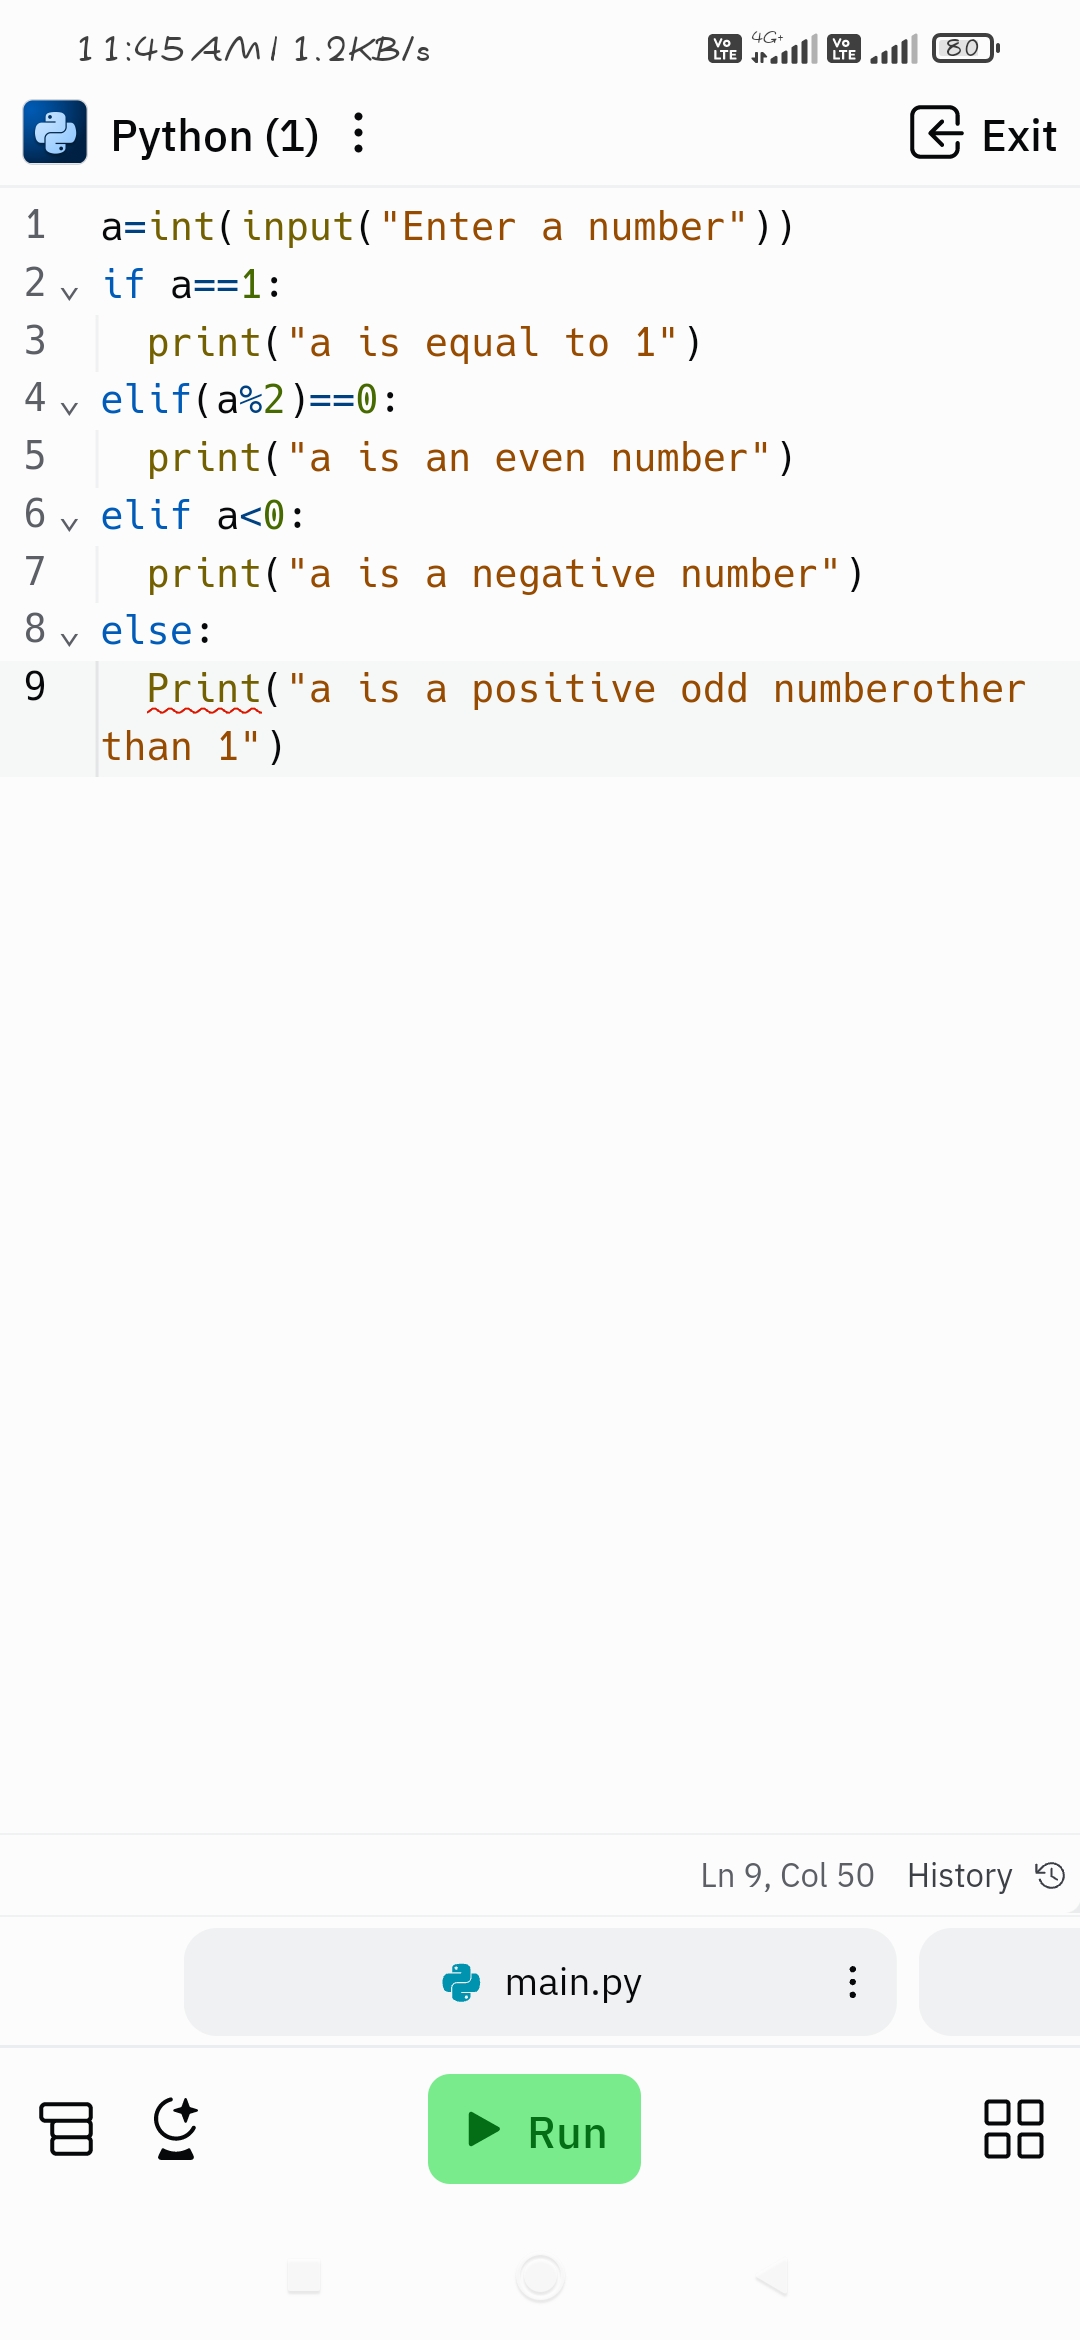 11:45 AM | 1.2KB/s
Vo LTE 4G+ Vo LTE 80
Python (1) Exit
1 a=int(input("Enter a number"))
2 if a==1:
3   print("a is equal to 1")
4 elif(a%2)==0:
5   print("a is an even number")
6 elif a<0:
7   print("a is a negative number")
8 else:
9   Print("a is a positive odd numberother
than 1")
Ln 9, Col 50 History
main.py
Run